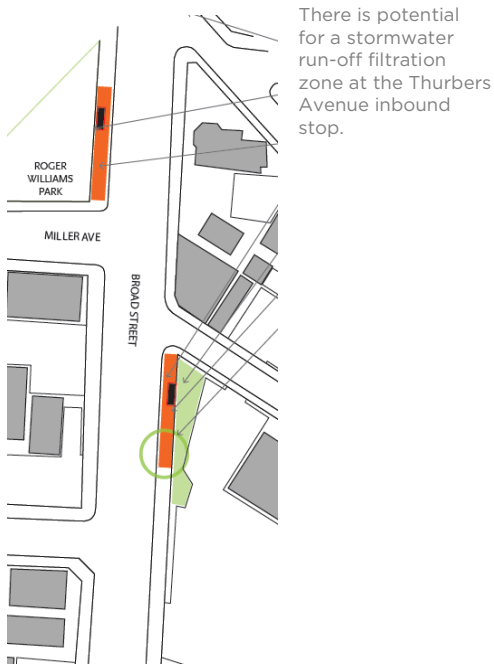 There is potential
for a stormwater
run-off filtration
zone at the Thurbers
Avenue inbound
stop.
ROGER
WILLIAMS
PARK
MILLER AVE
BROAD STREET